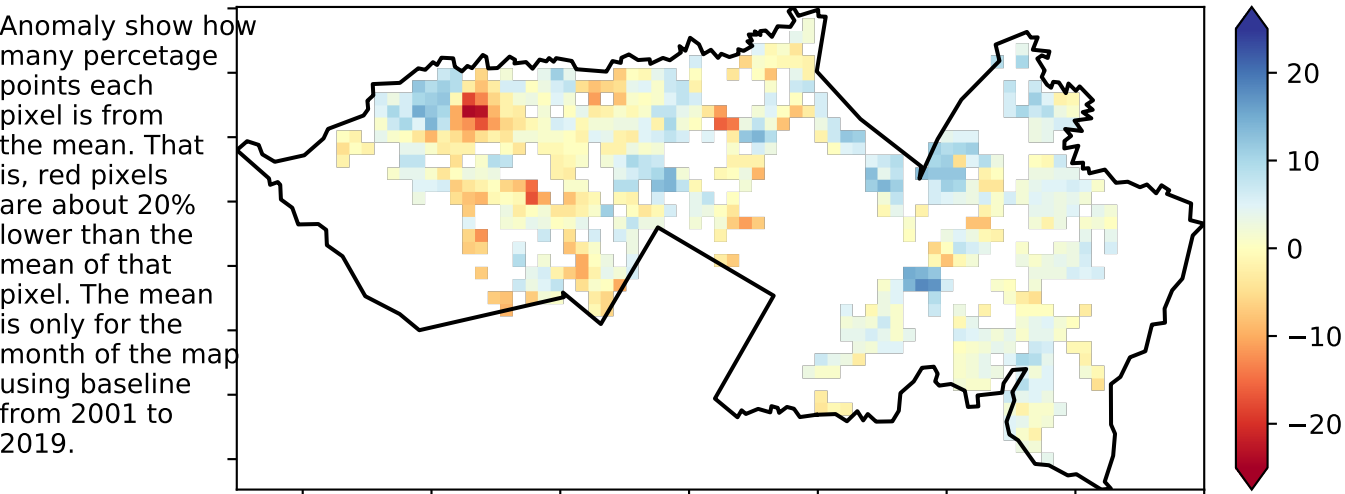 Anomaly show how
many percetage
points each
pixel is from
the mean. That
is, red pixels
are about 20%
lower than the
mean of that
pixel. The mean
is only for the
month of the map
using baseline
from 2001 to
2019.
20
10
0
−10
−20